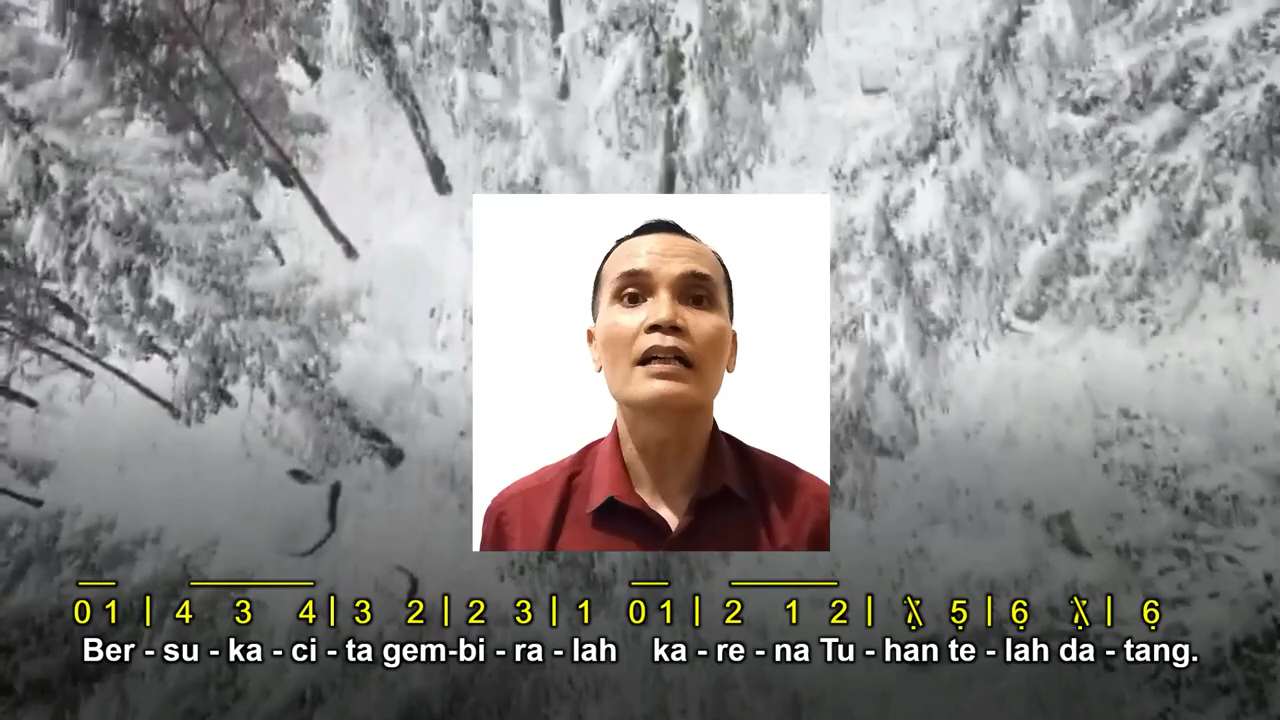 0 1 | 4 3 4 | 3 2 | 2 3 | 1 0 1 | 2 1 2 | 7̸̣ 5̣ | 6̣ 7̸̣ | 6̣
Ber - su - ka - ci - ta gem-bi - ra - lah ka - re - na Tu - han te - lah da - tang.